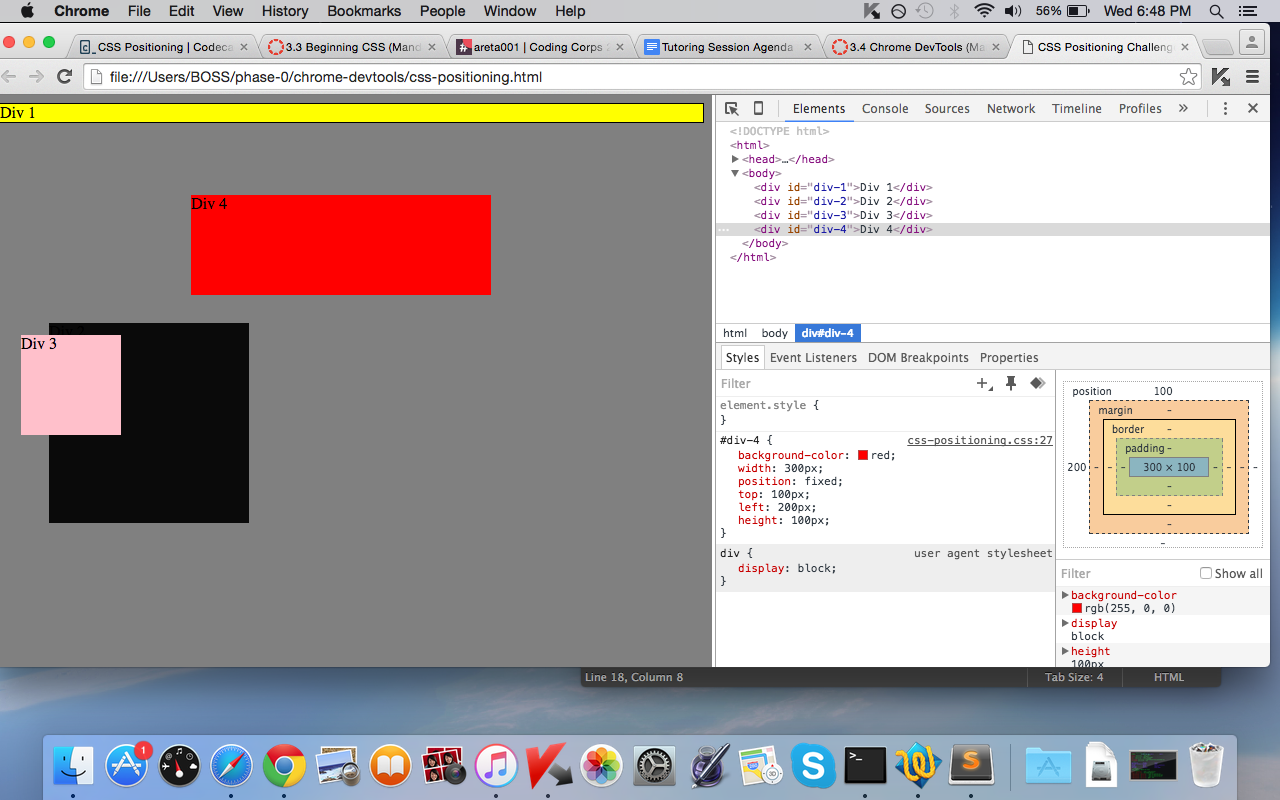 Chrome File Edit View History Bookmarks People Window Help 56% Wed 6:48 PM
CSS Positioning | Codeca × 3.3 Beginning CSS (Mand × areta001 | Coding Corps × Tutoring Session Agenda × 3.4 Chrome DevTools (Ma × CSS Positioning Challeng ×
file:///Users/BOSS/phase-0/chrome-devtools/css-positioning.html
Div 1
Div 4
Div 2
Div 3
Elements Console Sources Network Timeline Profiles »
<!DOCTYPE html>
<html>
<head>…</head>
<body>
<div id="div-1">Div 1</div>
<div id="div-2">Div 2</div>
<div id="div-3">Div 3</div>
<div id="div-4">Div 4</div>
</body>
</html>
html body div#div-4
Styles Event Listeners DOM Breakpoints Properties
Filter
element.style {
}
#div-4 { css-positioning.css:27
background-color: red;
width: 300px;
position: fixed;
top: 100px;
left: 200px;
height: 100px;
}
div { user agent stylesheet
display: block;
}
position 100
margin -
border -
padding -
200 - - - 300 × 100 - - - -
-
-
-
-
Filter Show all
background-color
rgb(255, 0, 0)
display
block
height
100px
Line 18, Column 8 Tab Size: 4 HTML
1